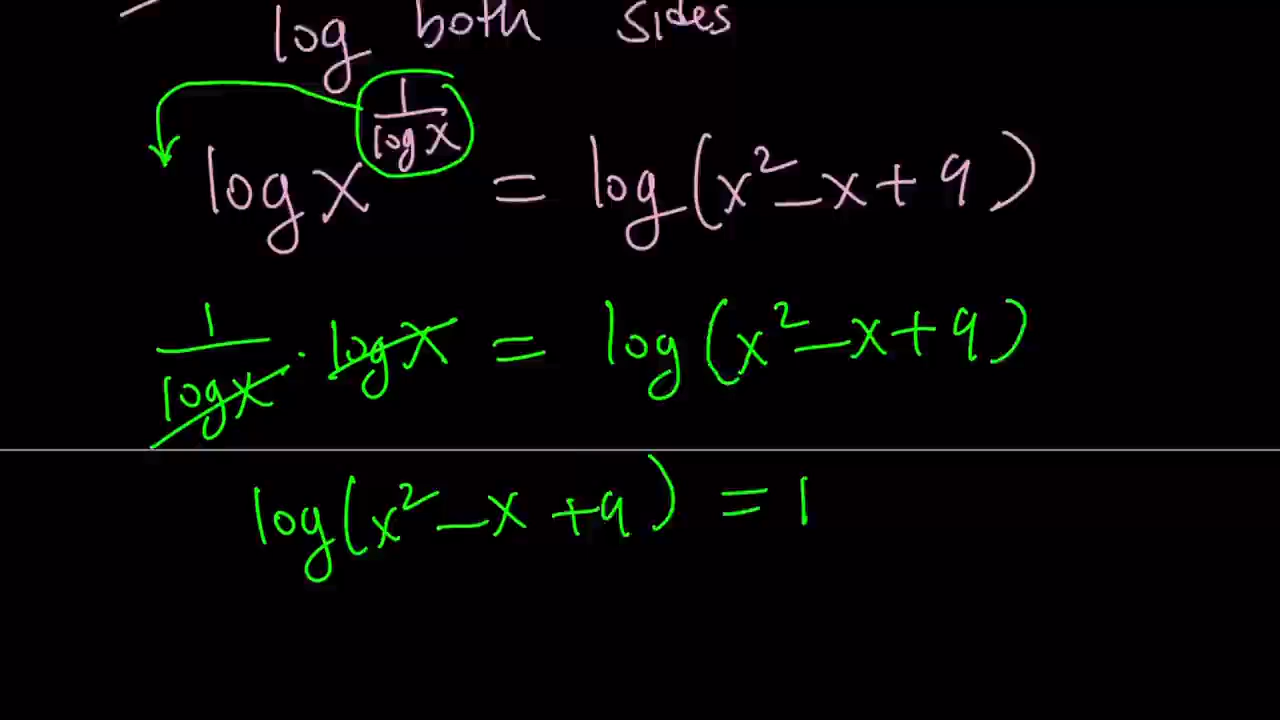 log both sides
log x^(1/log x) = log(x² - x + 9)
1/log x · log x = log(x² - x + 9)
log(x² - x + 9) = 1